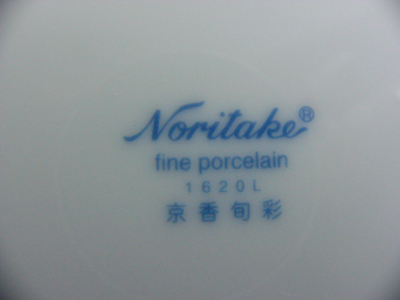 Noritake®
fine porcelain
1620L
京香旬彩